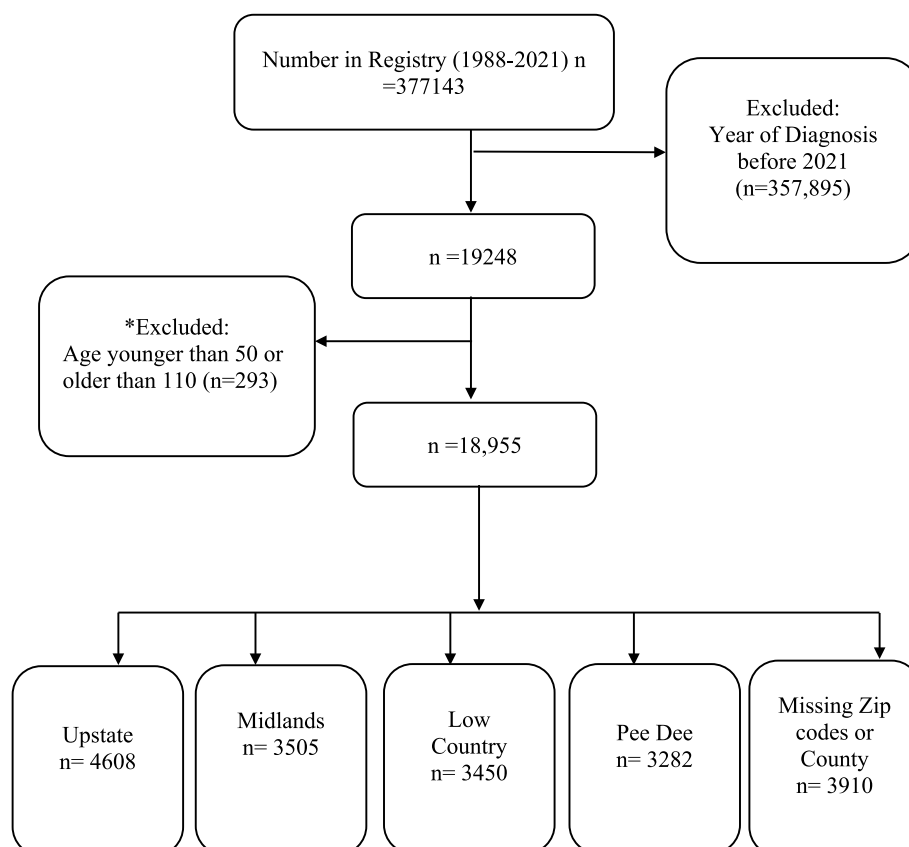 Number in Registry (1988-2021) n
=377143
Excluded:
Year of Diagnosis
before 2021
(n=357,895)
n =19248
*Excluded:
Age younger than 50 or
older than 110 (n=293)
n =18,955
Upstate
n= 4608
Midlands
n= 3505
Low
Country
n= 3450
Pee Dee
n= 3282
Missing Zip
codes or
County
n= 3910